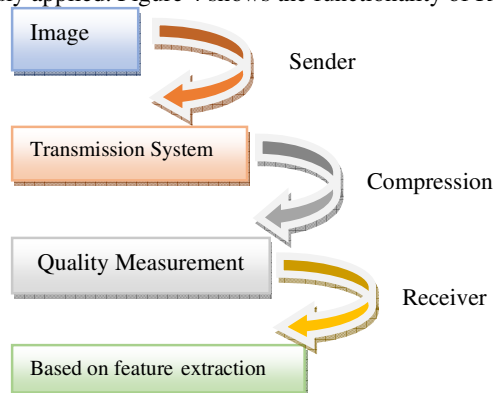 Image
Sender
Transmission System
Compression
Quality Measurement
Receiver
Based on feature extraction